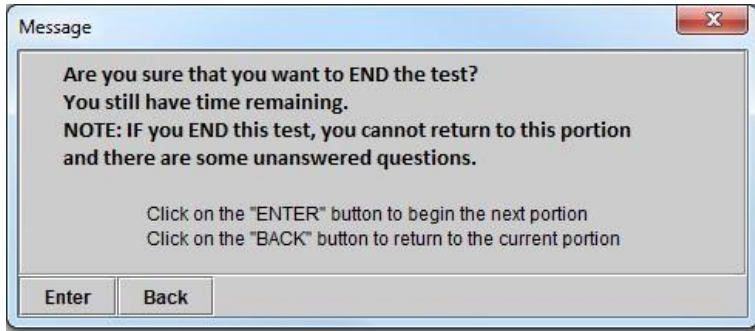 Message
x
Are you sure that you want to END the test?
You still have time remaining.
NOTE: IF you END this test, you cannot return to this portion
and there are some unanswered questions.
Click on the "ENTER" button to begin the next portion
Click on the "BACK" button to return to the current portion
Enter Back